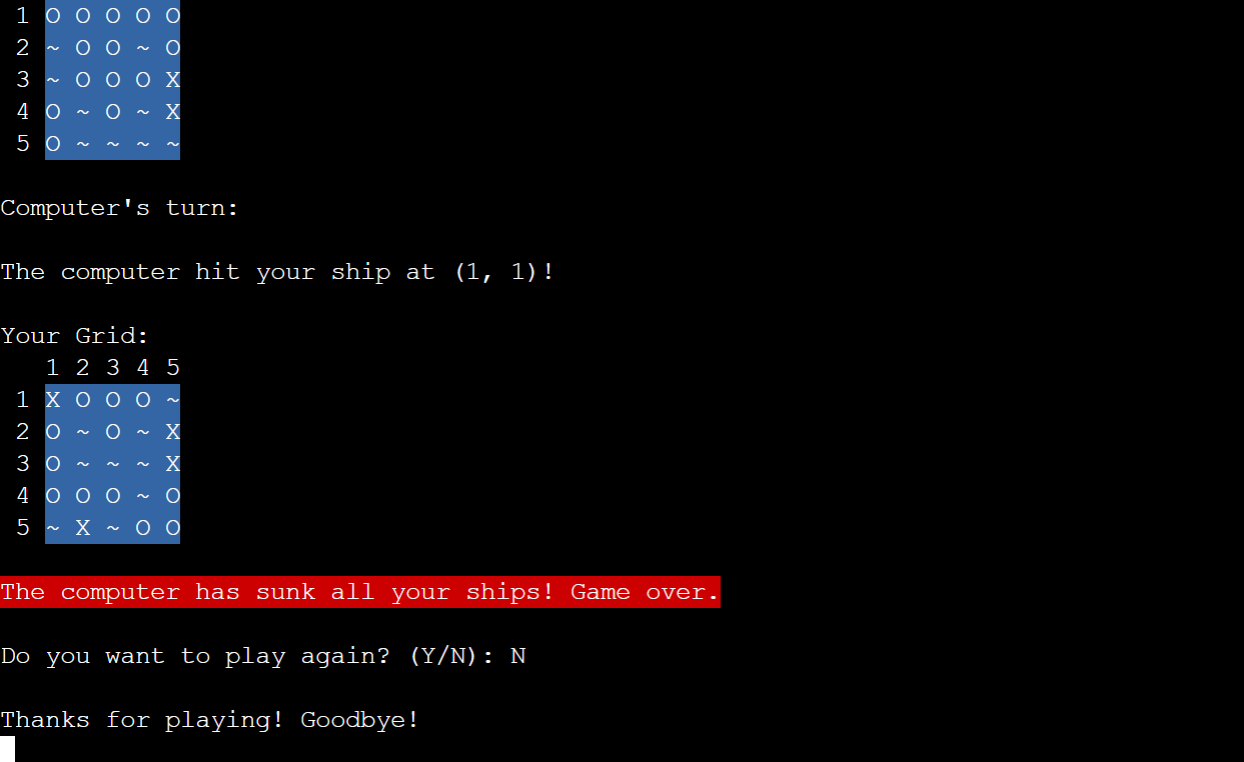 1 O O O O O
2 ~ O O ~ O
3 ~ O O O X
4 O ~ O ~ X
5 O ~ ~ ~ ~
Computer's turn:
The computer hit your ship at (1, 1)!
Your Grid:
1 2 3 4 5
1 X O O O ~
2 O ~ O ~ X
3 O ~ ~ ~ X
4 O O O ~ O
5 ~ X ~ O O
The computer has sunk all your ships! Game over.
Do you want to play again? (Y/N): N
Thanks for playing! Goodbye!